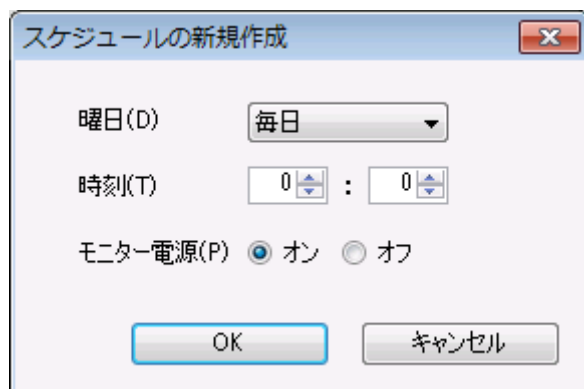 スケジュールの新規作成
曜日(D) 毎日
時刻(T) 0 : 0
モニター電源(P) オン オフ
OK キャンセル